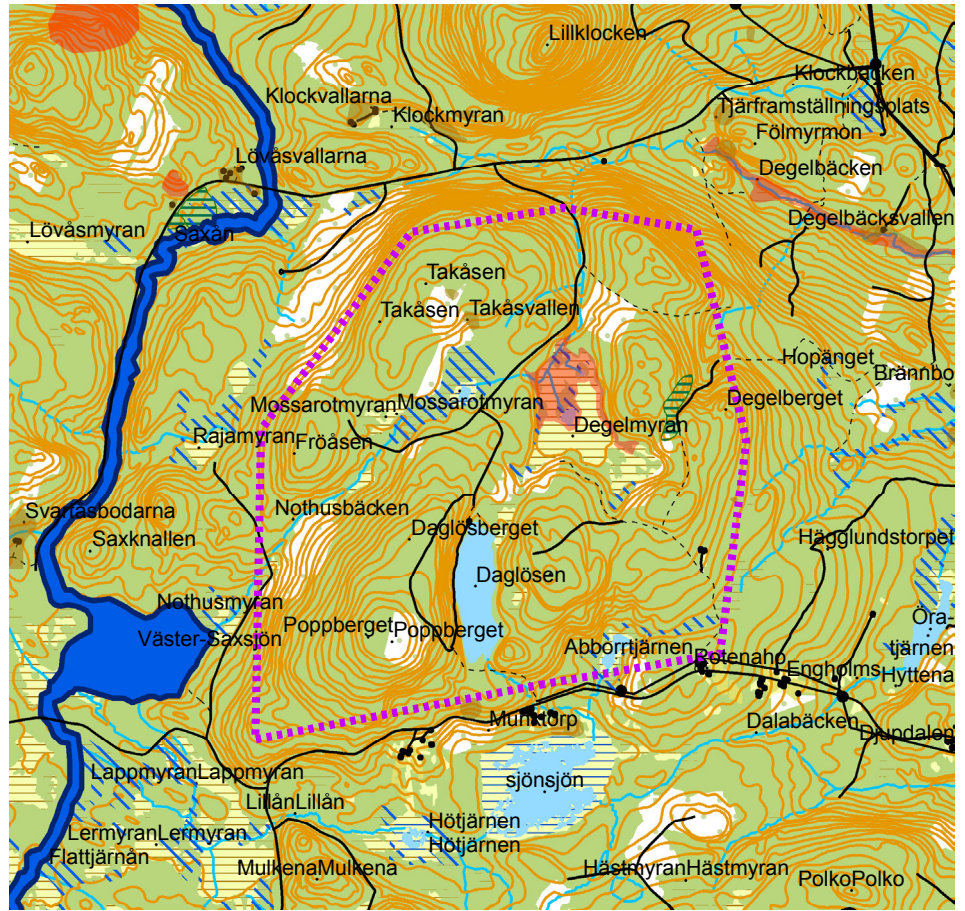 Lillklocken
Klockbäcken
Klockvallarna
Tjärframställningsplats
Klockmyran
Fölmyrmon
Lövåsvallarna
Degelbäcken
Degelbäcksvallen
Saxån
Lövåsmyran
Takåsen
Takåsen
Takåsvallen
Hopänget
Brännbo
Mossarotmyran
Mossarotmyran
Degelberget
Degelmyran
Rajamyran
Fröåsen
Svartåsbodarna
Nothusbäcken
Saxknallen
Daglösberget
Hägglundstorpet
Daglösen
Nothusmyran
Öra-
tjärnen
Poppberget
Poppberget
Väster-Saxsjön
Abborrtjärnen
Botenaho
Engholms
Hyttena
Munktorp
Dalabäcken
Djupdalen
Lappmyran
Lappmyran
sjönsjön
Lillån
Lillån
Hötjärnen
Hötjärnen
Lermyran
Lermyran
Flattjärnån
Mulkena
Mulkena
Hästmyran
Hästmyran
Polko
Polko